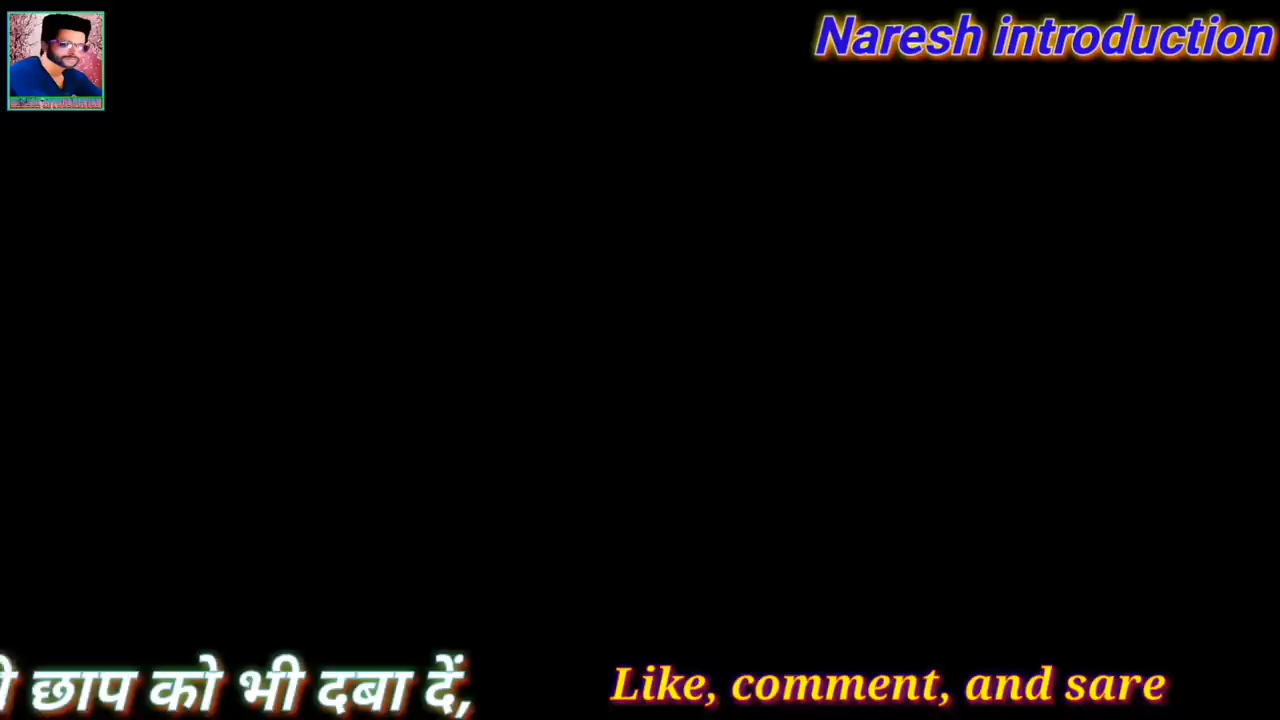 Naresh introduction
छाप को भी दबा दें,
Like, comment, and sare